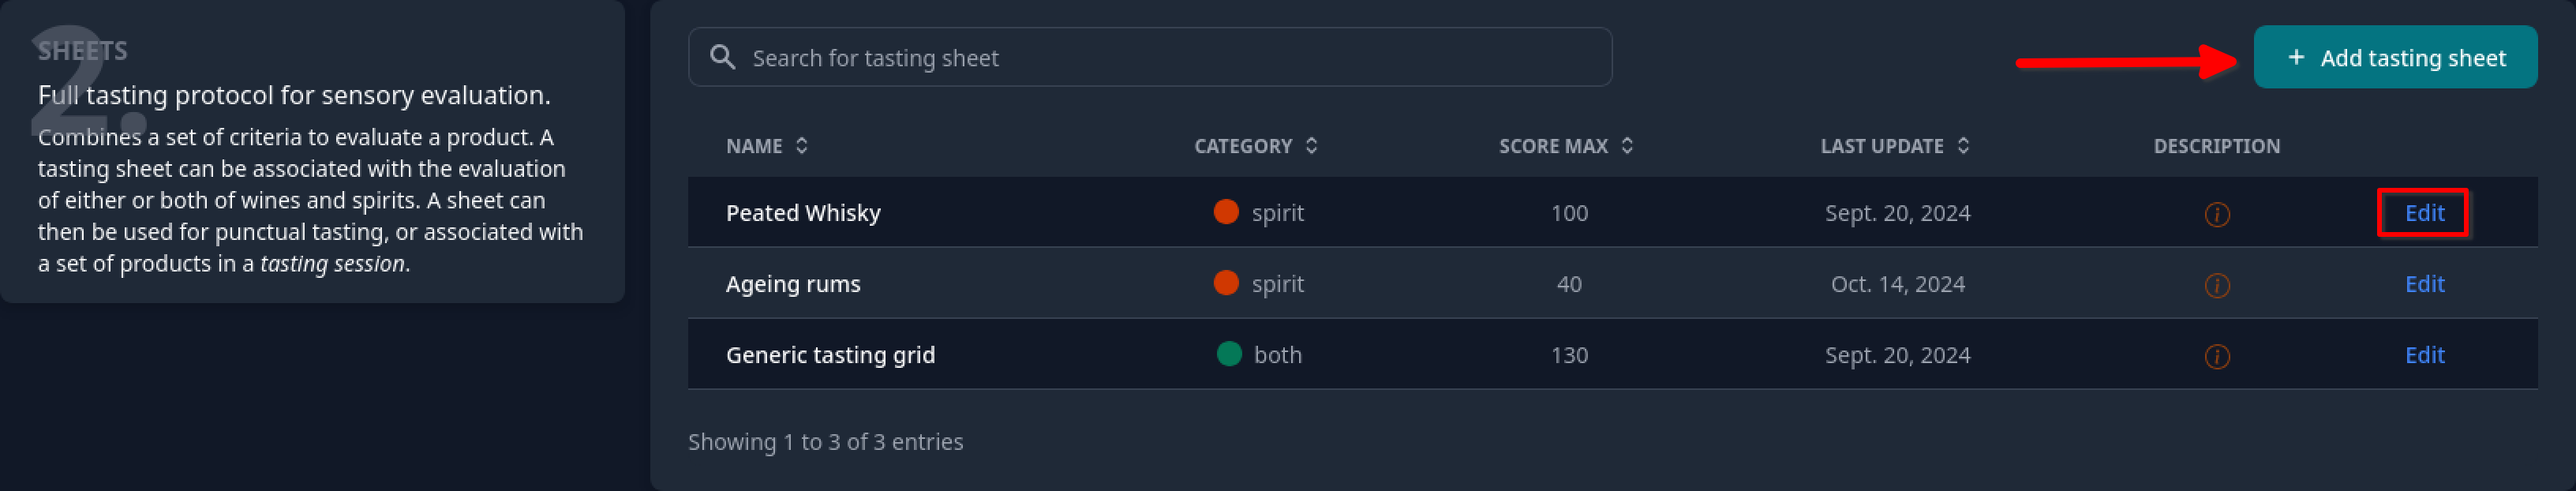 2.
SHEETS
Full tasting protocol for sensory evaluation.
Combines a set of criteria to evaluate a product. A
tasting sheet can be associated with the evaluation
of either or both of wines and spirits. A sheet can
then be used for punctual tasting, or associated with
a set of products in a tasting session.
Search for tasting sheet
+ Add tasting sheet
NAME CATEGORY SCORE MAX LAST UPDATE DESCRIPTION
Peated Whisky spirit 100 Sept. 20, 2024 i Edit
Ageing rums spirit 40 Oct. 14, 2024 i Edit
Generic tasting grid both 130 Sept. 20, 2024 i Edit
Showing 1 to 3 of 3 entries